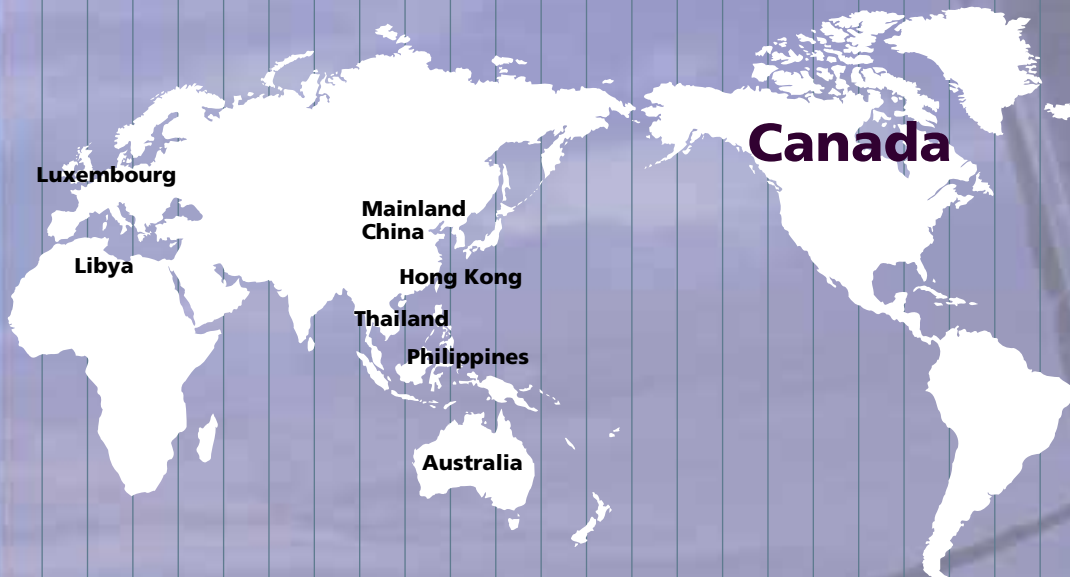 Canada
Luxembourg
Mainland
China
Libya
Hong Kong
Thailand
Philippines
Australia